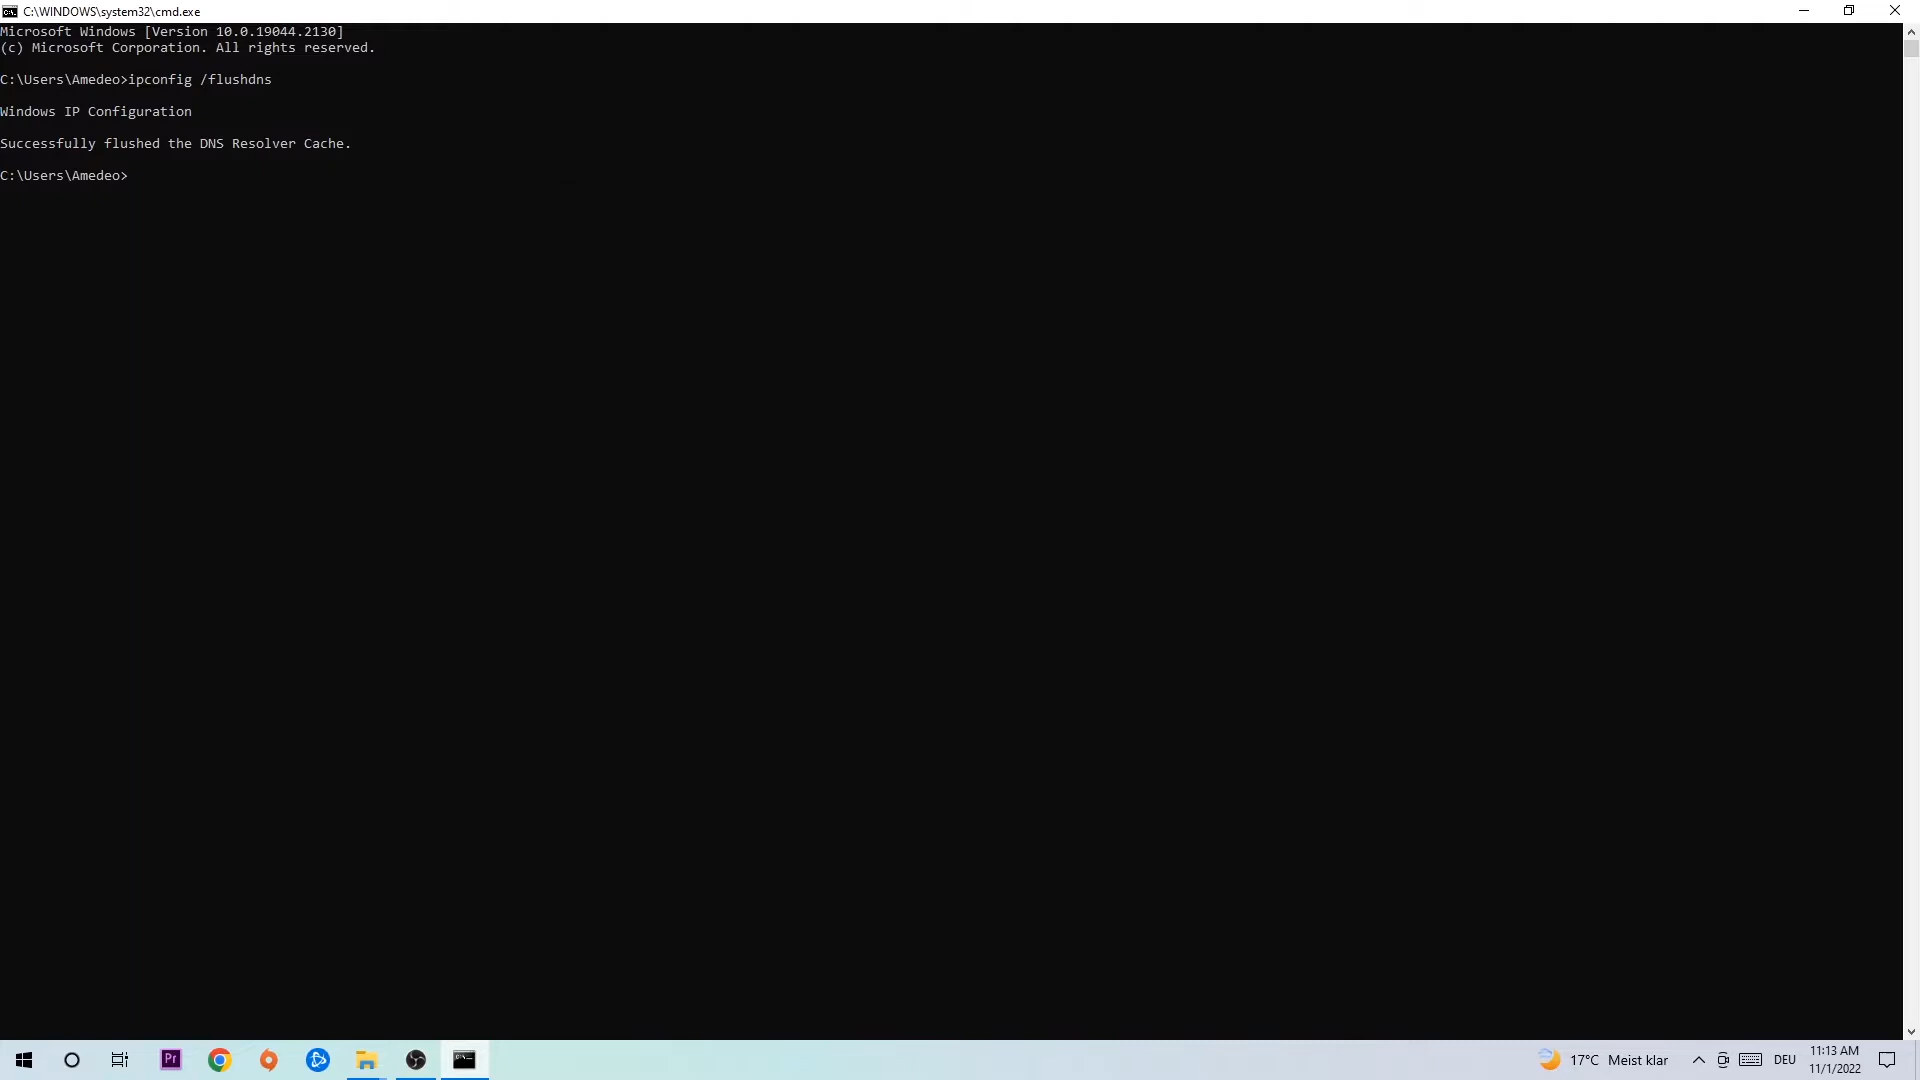 C:\WINDOWS\system32\cmd.exe
Microsoft Windows [Version 10.0.19044.2130]
(c) Microsoft Corporation. All rights reserved.
C:\Users\Amedeo>ipconfig /flushdns
Windows IP Configuration
Successfully flushed the DNS Resolver Cache.
C:\Users\Amedeo>
Pr
17°C Meist klar
DEU
11:13 AM
11/1/2022